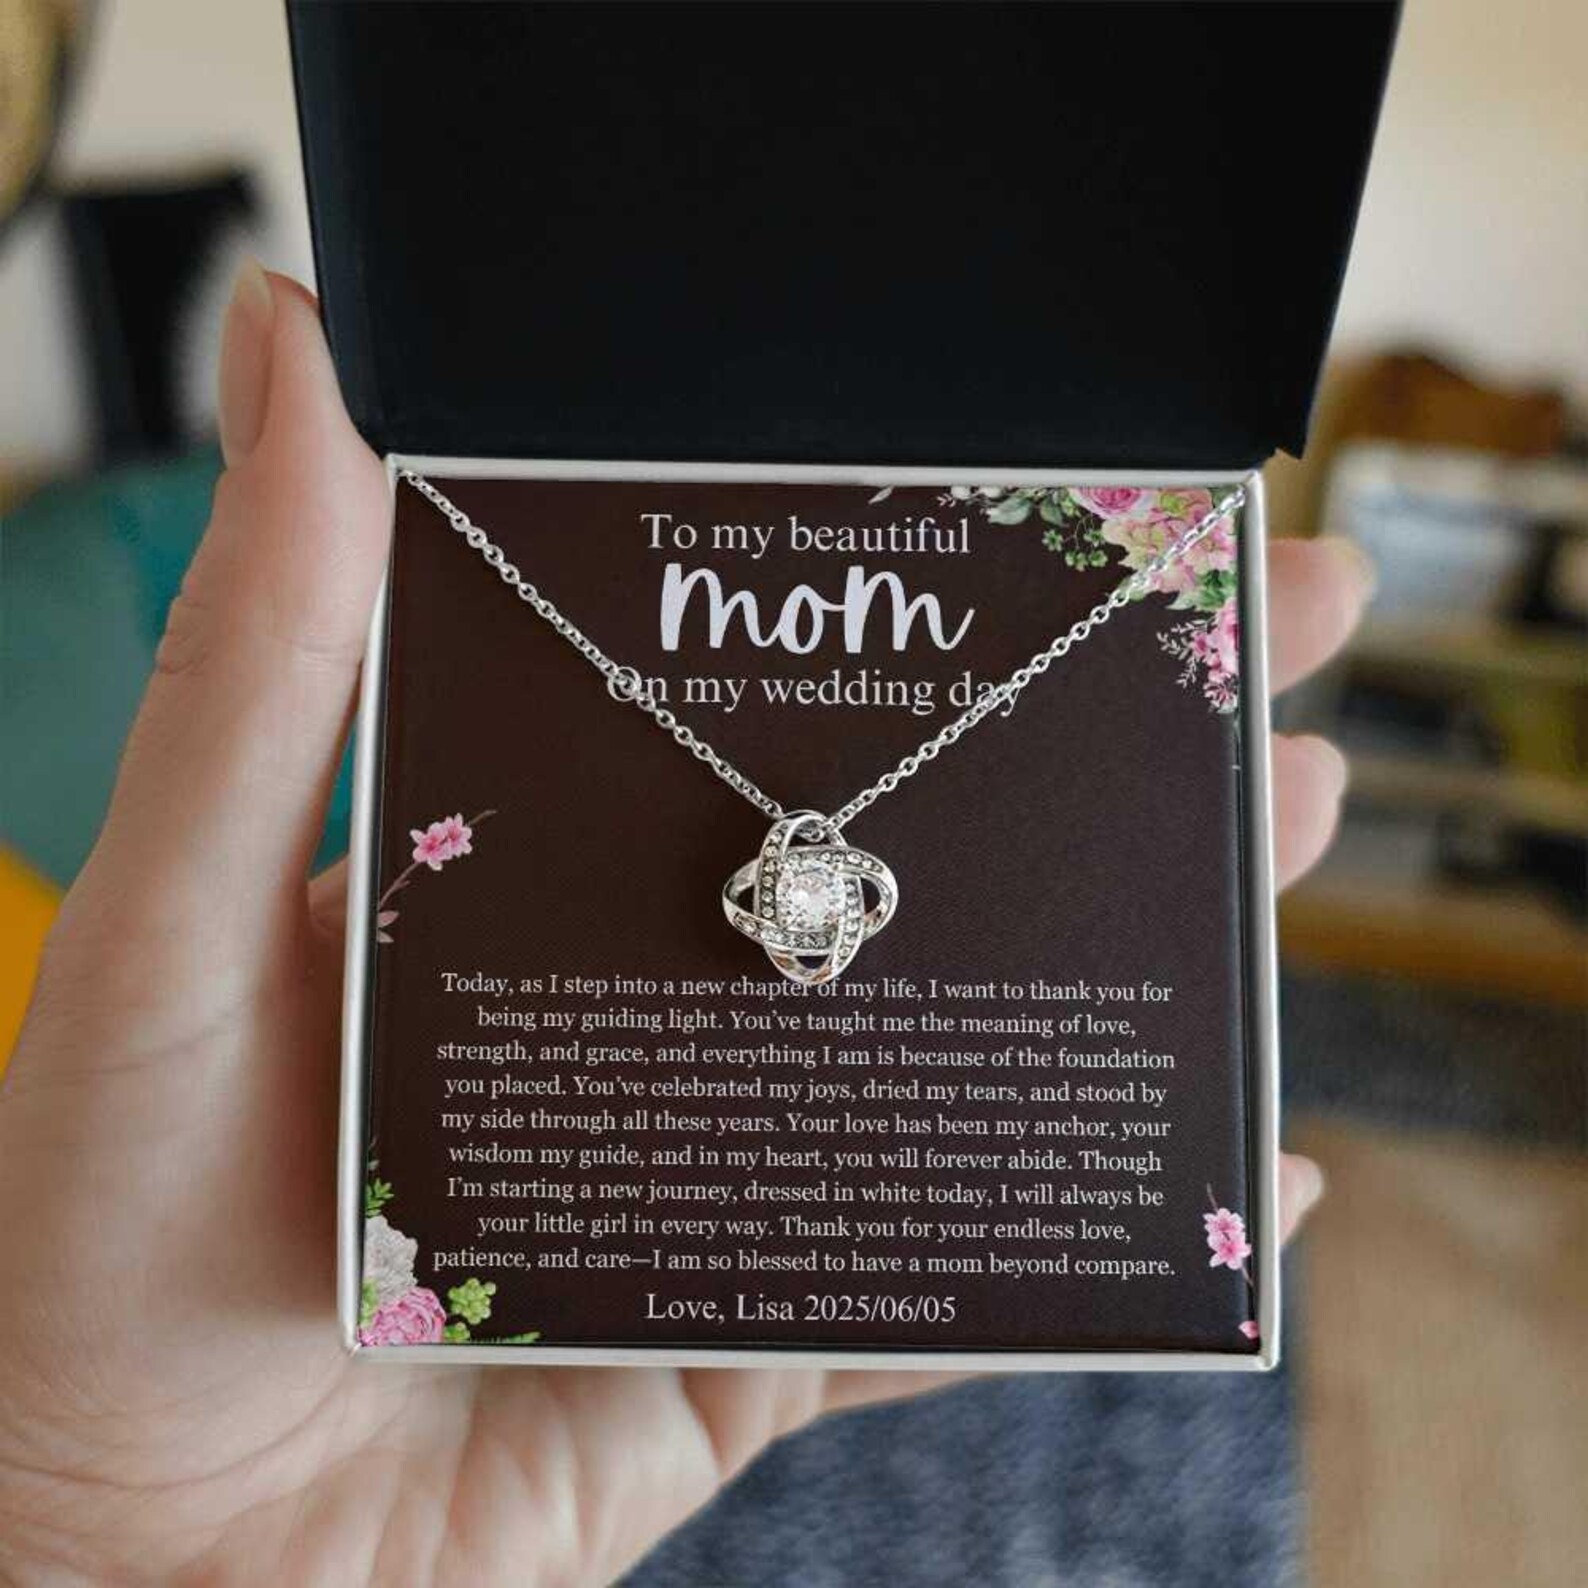 To my beautiful
mom
On my wedding day
Today, as I step into a new chapter of my life, I want to thank you for
being my guiding light. You’ve taught me the meaning of love,
strength, and grace, and everything I am is because of the foundation
you placed. You’ve celebrated my joys, dried my tears, and stood by
my side through all these years. Your love has been my anchor, your
wisdom my guide, and in my heart, you will forever abide. Though
I’m starting a new journey, dressed in white today, I will always be
your little girl in every way. Thank you for your endless love,
patience, and care—I am so blessed to have a mom beyond compare.
Love, Lisa 2025/06/05